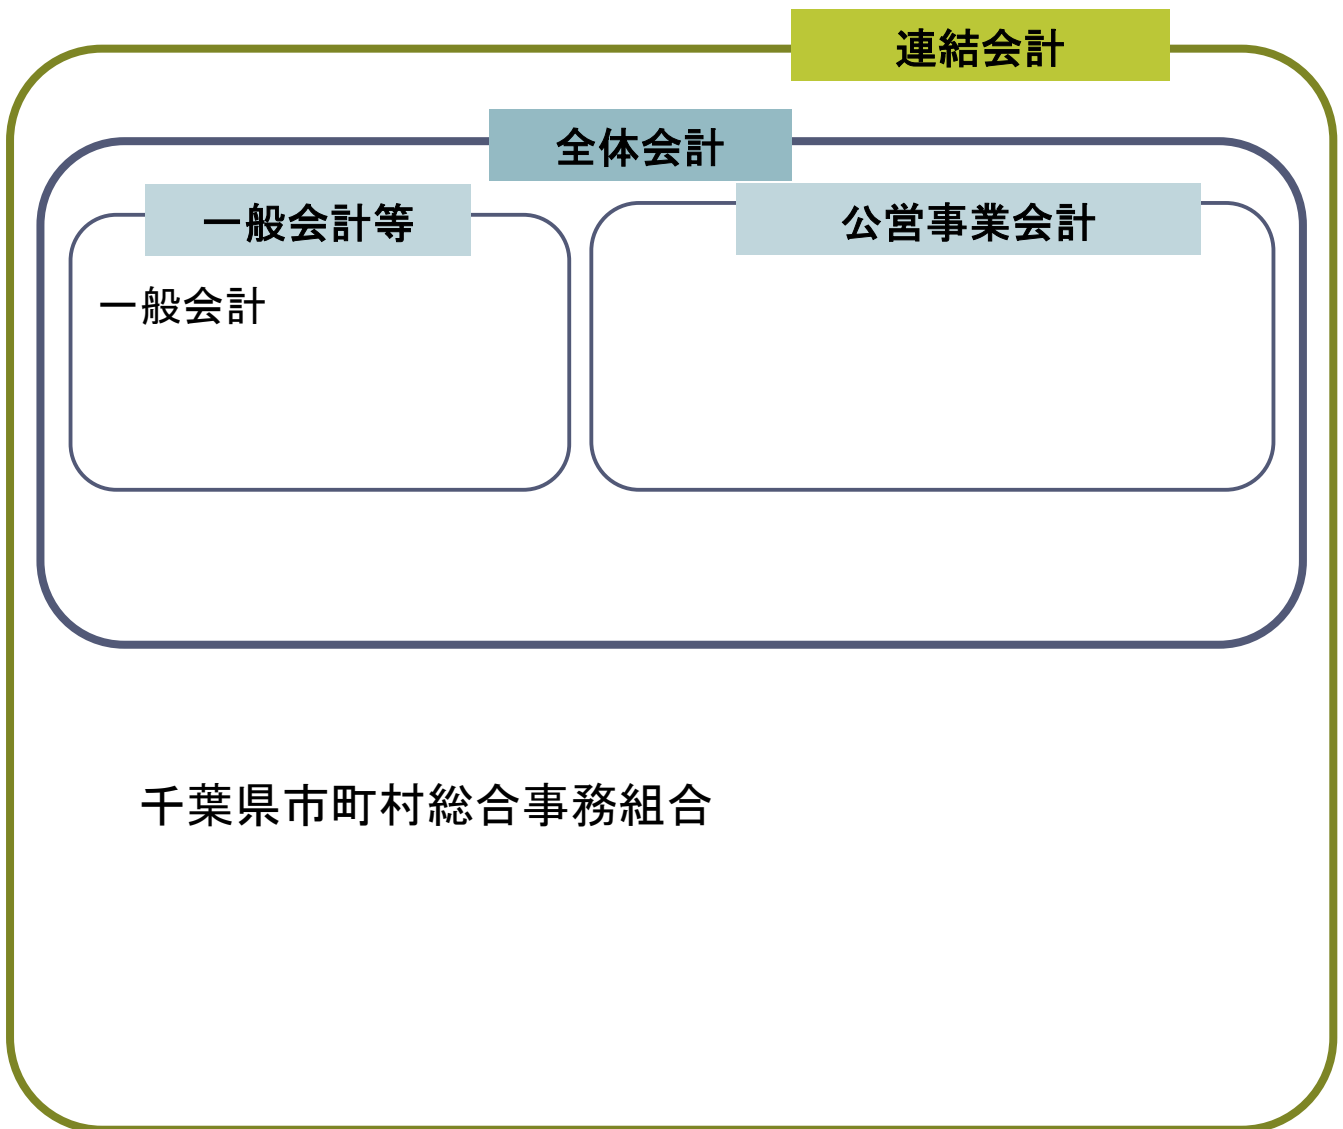 連結会計
全体会計
一般会計等
公営事業会計
一般会計
千葉県市町村総合事務組合